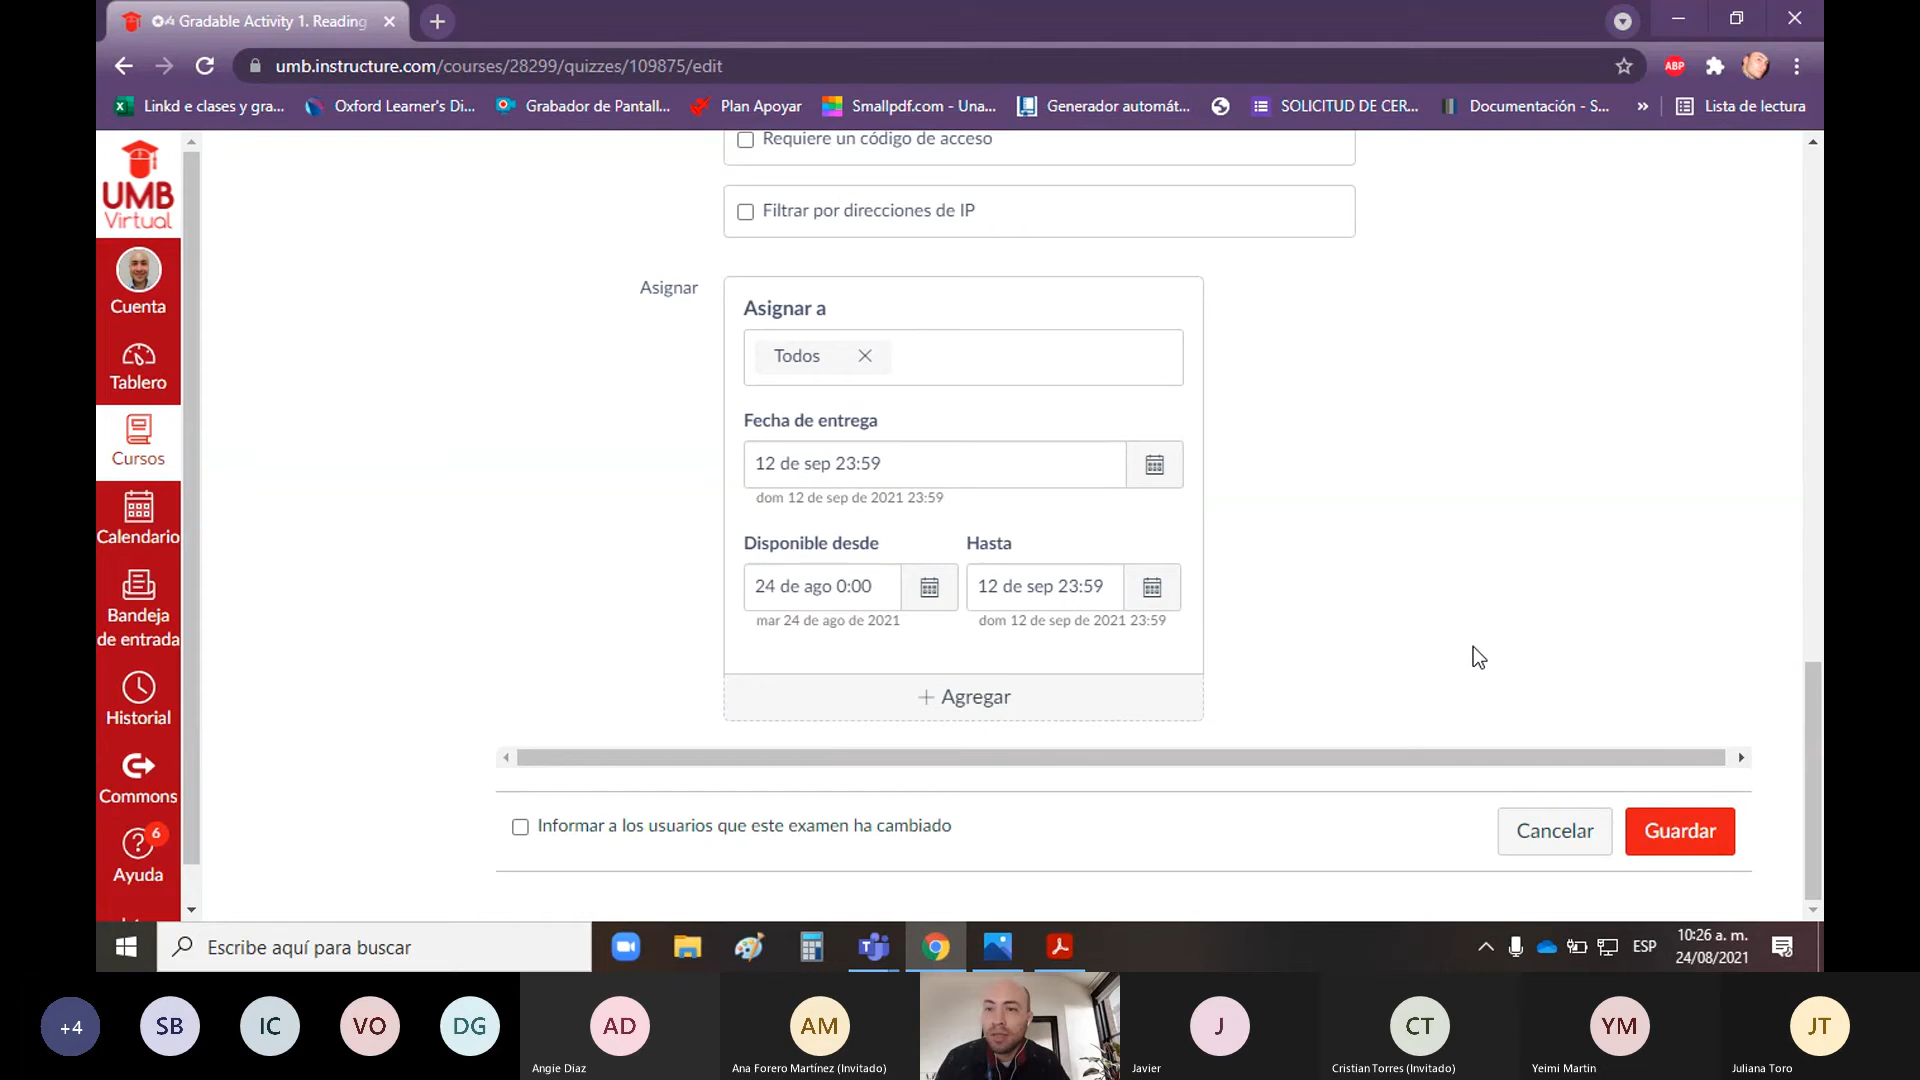 Gradable Activity 1. Reading
umb.instructure.com/courses/28299/quizzes/109875/edit
ABP
Linkd e clases y gra...
Oxford Learner's Di...
Grabador de Pantall...
Plan Apoyar
Smallpdf.com - Una...
Generador automát...
SOLICITUD DE CER...
Documentación - S...
»
Lista de lectura
UMB
Virtual
Cuenta
Tablero
Cursos
Calendario
Bandeja
de entrada
Historial
Commons
6
Ayuda
Requiere un código de acceso
Filtrar por direcciones de IP
Asignar
Asignar a
Todos
Fecha de entrega
12 de sep 23:59
dom 12 de sep de 2021 23:59
Disponible desde
Hasta
24 de ago 0:00
12 de sep 23:59
mar 24 de ago de 2021
dom 12 de sep de 2021 23:59
+ Agregar
Informar a los usuarios que este examen ha cambiado
Cancelar
Guardar
Escribe aquí para buscar
ESP
10:26 a. m.
24/08/2021
+4
SB
IC
VO
DG
AD
Angie Diaz
AM
Ana Forero Martínez (Invitado)
J
Javier
CT
Cristian Torres (Invitado)
YM
Yeimi Martin
JT
Juliana Toro